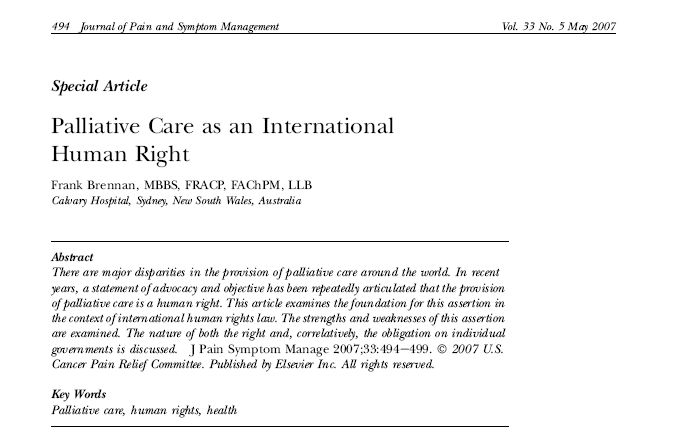 494 Journal of Pain and Symptom Management Vol. 33 No. 5 May 2007
Special Article
Palliative Care as an International
Human Right
Frank Brennan, MBBS, FRACP, FAChPM, LLB
Calvary Hospital, Sydney, New South Wales, Australia
Abstract
There are major disparities in the provision of palliative care around the world. In recent
years, a statement of advocacy and objective has been repeatedly articulated that the provision
of palliative care is a human right. This article examines the foundation for this assertion in
the context of international human rights law. The strengths and weaknesses of this assertion
are examined. The nature of both the right and, correlatively, the obligation on individual
governments is discussed. J Pain Symptom Manage 2007;33:494–499. © 2007 U.S.
Cancer Pain Relief Committee. Published by Elsevier Inc. All rights reserved.
Key Words
Palliative care, human rights, health